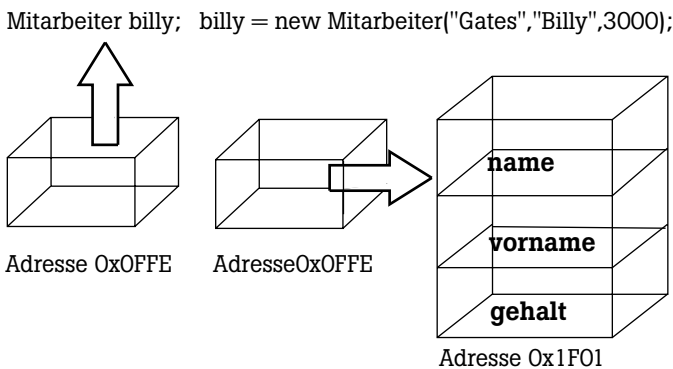 Mitarbeiter billy; billy = new Mitarbeiter("Gates","Billy",3000);
name
vorname
gehalt
Adresse 0x0FFE
Adresse0x0FFE
Adresse 0x1F01